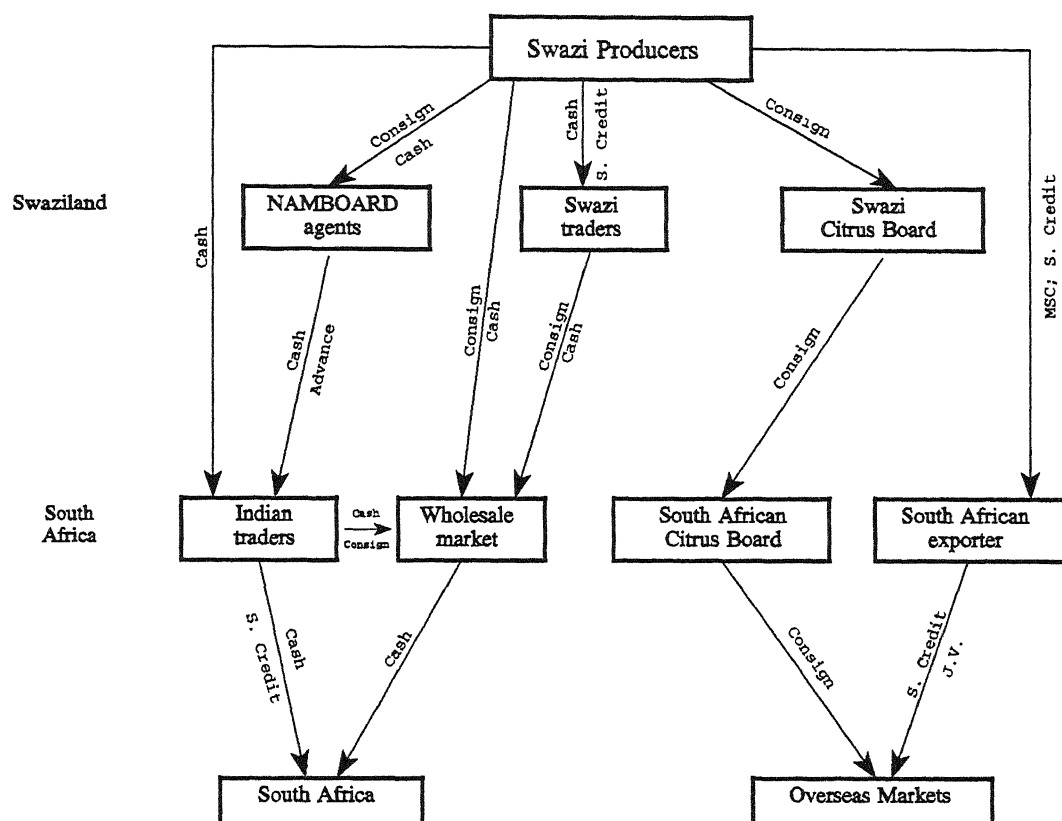 Swazi Producers
Consign
Cash
Cash
S. Credit
Consign
Swaziland
NAMBOARD
agents
Swazi
traders
Swazi
Citrus Board
Cash
MSC; S. Credit
Cash
Advance
Consign
Cash
Consign
Cash
Consign
South
Africa
Indian
traders
Cash
Consign
Wholesale
market
South African
Citrus Board
South African
exporter
S. Credit
Cash
Cash
Consign
S. Credit
J.V.
South Africa
Overseas Markets